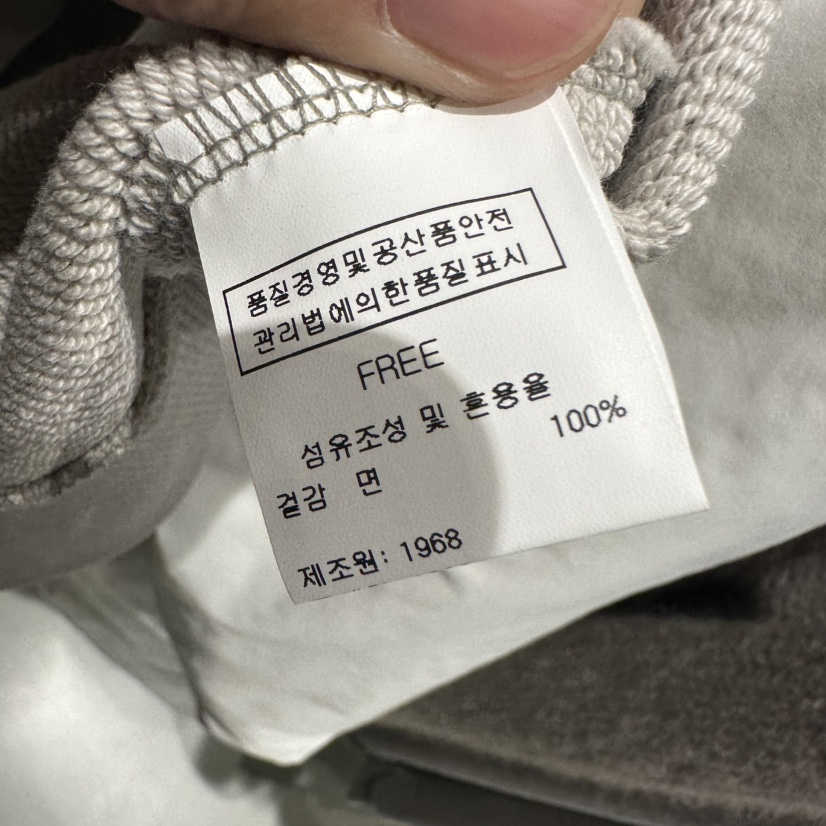 품질경영및공산품안전
관리법에의한품질표시
FREE
섬유조성 및 혼용율
겉감 면 100%
제조원: 1968